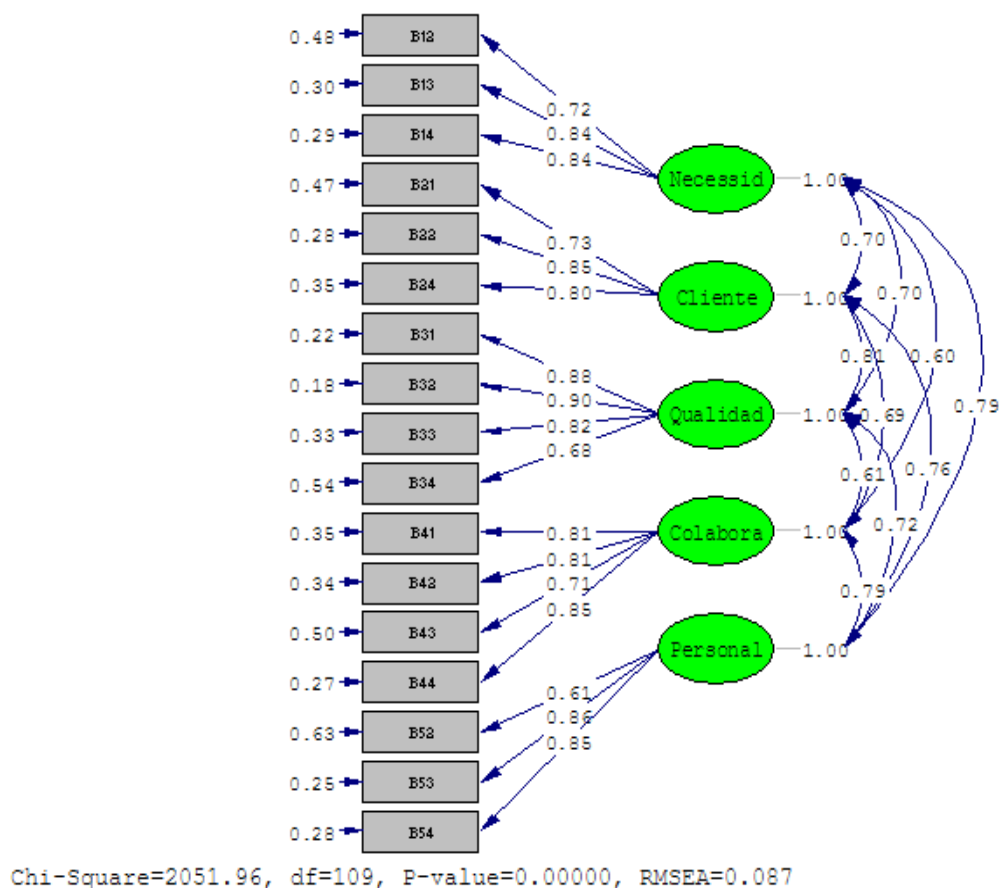 0.48 B12
0.30 B13
0.72
0.84
0.29 B14
0.84
0.47 B21
Necessid 1.00
0.28 B22
0.73
0.70
0.85
0.35 B24
0.80
Cliente 1.00
0.70
0.22 B31
0.81 0.60
0.88
0.18 B32
0.90
0.79
Qualidad 1.00 0.69
0.33 B33
0.82
0.68
0.61 0.76
0.54 B34
0.35 B41
0.81
Colabora 1.00 0.72
0.81
0.34 B42
0.71
0.79
0.85
0.50 B43
Personal 1.00
0.27 B44
0.61
0.86
0.63 B52
0.85
0.25 B53
0.28 B54
Chi-Square=2051.96, df=109, P-value=0.00000, RMSEA=0.087